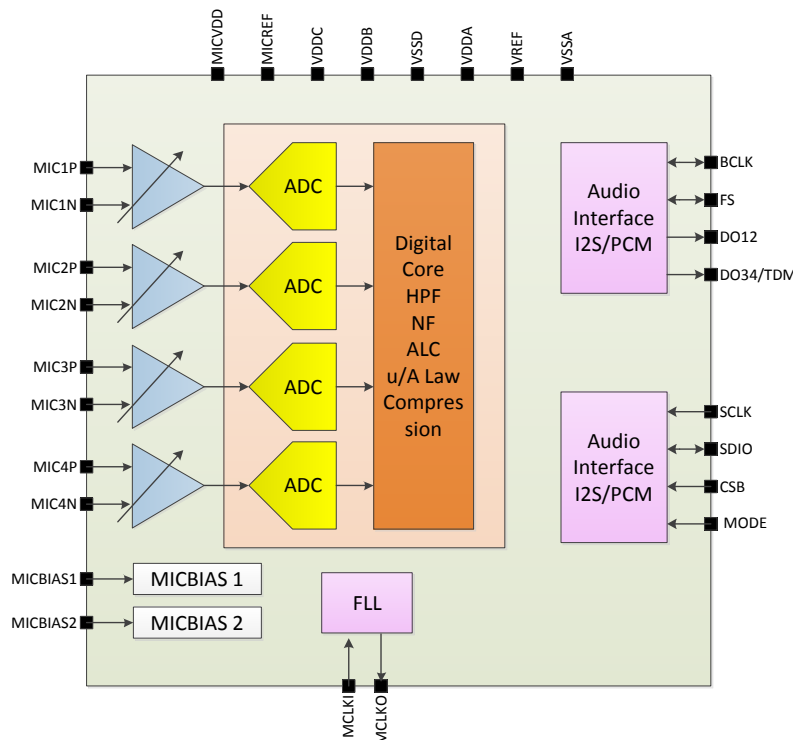 MICVDD
MICREF
VDDC
VDDB
VSSD
VDDA
VREF
VSSA
MIC1P
MIC1N
MIC2P
MIC2N
MIC3P
MIC3N
MIC4P
MIC4N
MICBIAS1
MICBIAS2
ADC
ADC
ADC
ADC
Digital
Core
HPF
NF
ALC
u/A Law
Compres
sion
MICBIAS 1
MICBIAS 2
FLL
MCLKI
MCLKO
Audio
Interface
I2S/PCM
BCLK
FS
DO12
DO34/TDM
Audio
Interface
I2S/PCM
SCLK
SDIO
CSB
MODE